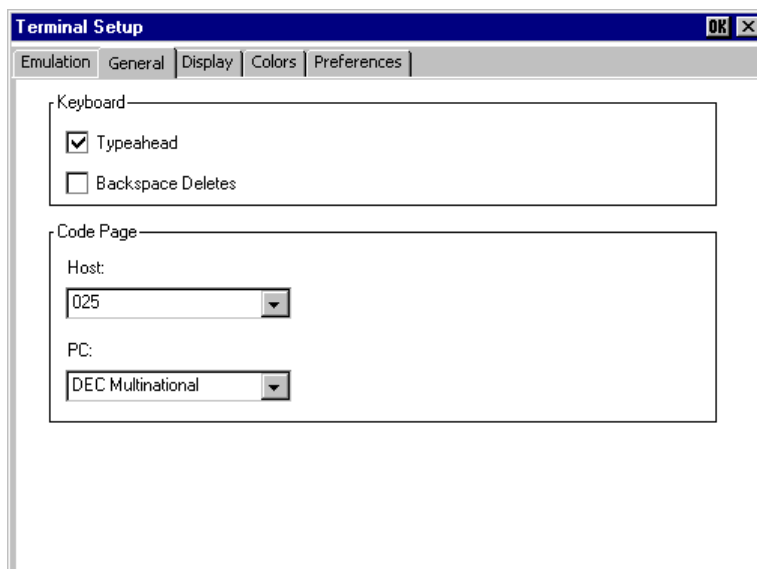 Terminal Setup OK
Emulation General Display Colors Preferences
Keyboard
Typeahead
Backspace Deletes
Code Page
Host:
025
PC:
DEC Multinational